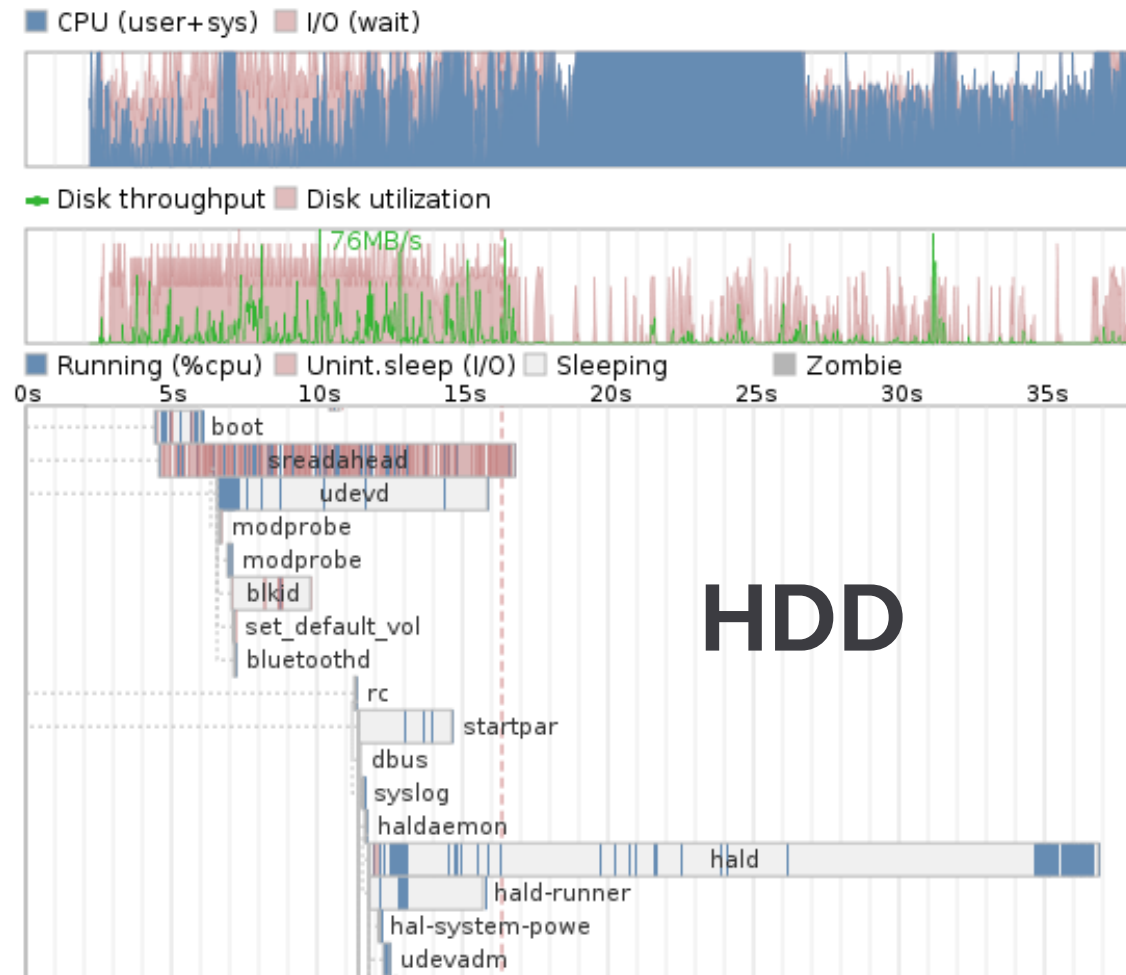 CPU (user+sys) I/O (wait)
Disk throughput Disk utilization
76MB/s
Running (%cpu) Unint.sleep (I/O) Sleeping Zombie
0s 5s 10s 15s 20s 25s 30s 35s
boot
sreadahead
udevd
modprobe
modprobe
blkid
set_default_vol
bluetoothd
HDD
rc
startpar
dbus
syslog
haldaemon
hald
hald-runner
hal-system-powe
udevadm